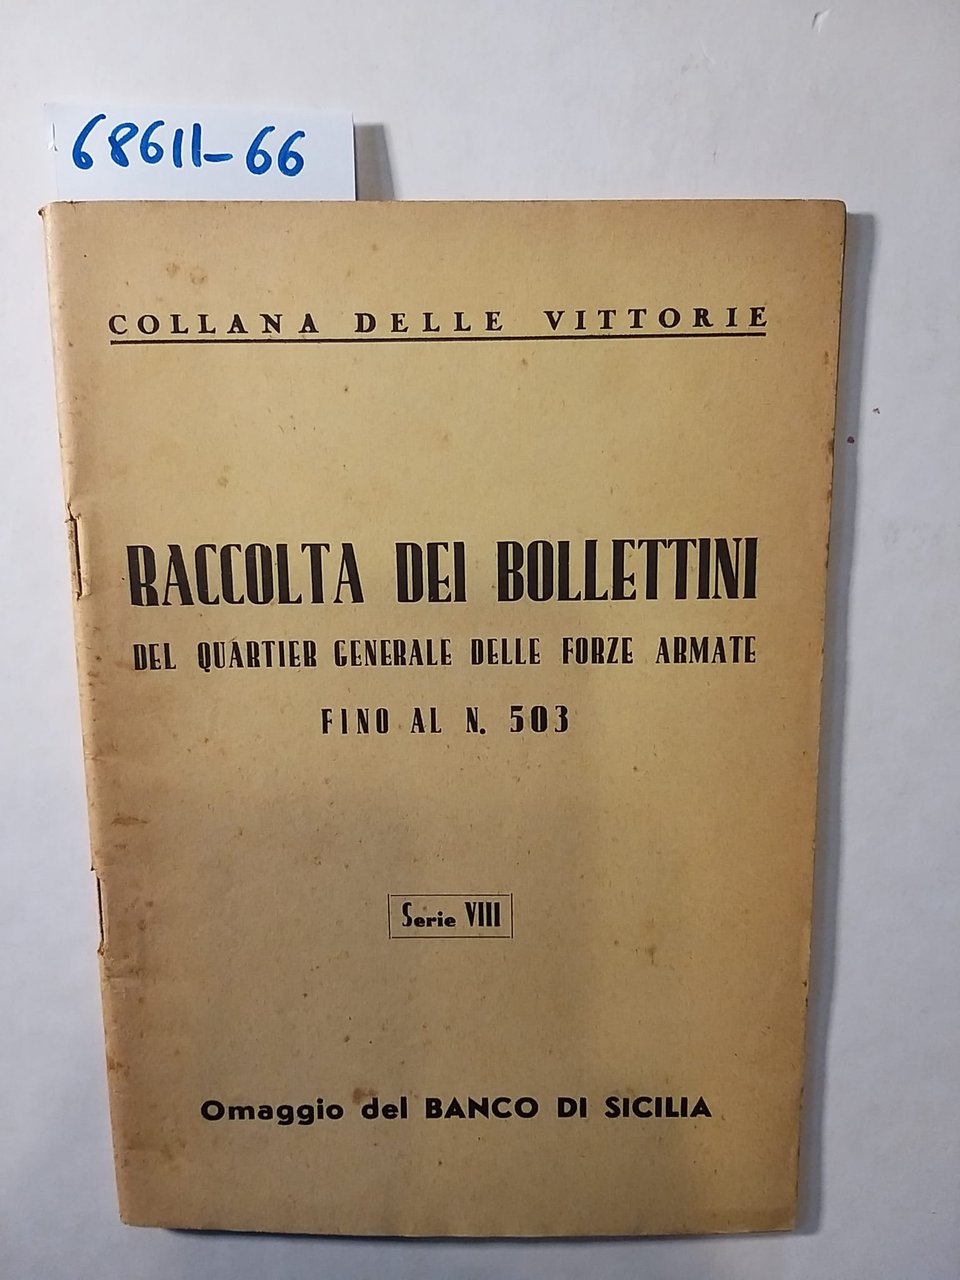 68611-66
COLLANA DELLE VITTORIE
RACCOLTA DEI BOLLETTINI
DEL QUARTIER GENERALE DELLE FORZE ARMATE
FINO AL N. 503
Serie VIII
Omaggio del BANCO DI SICILIA